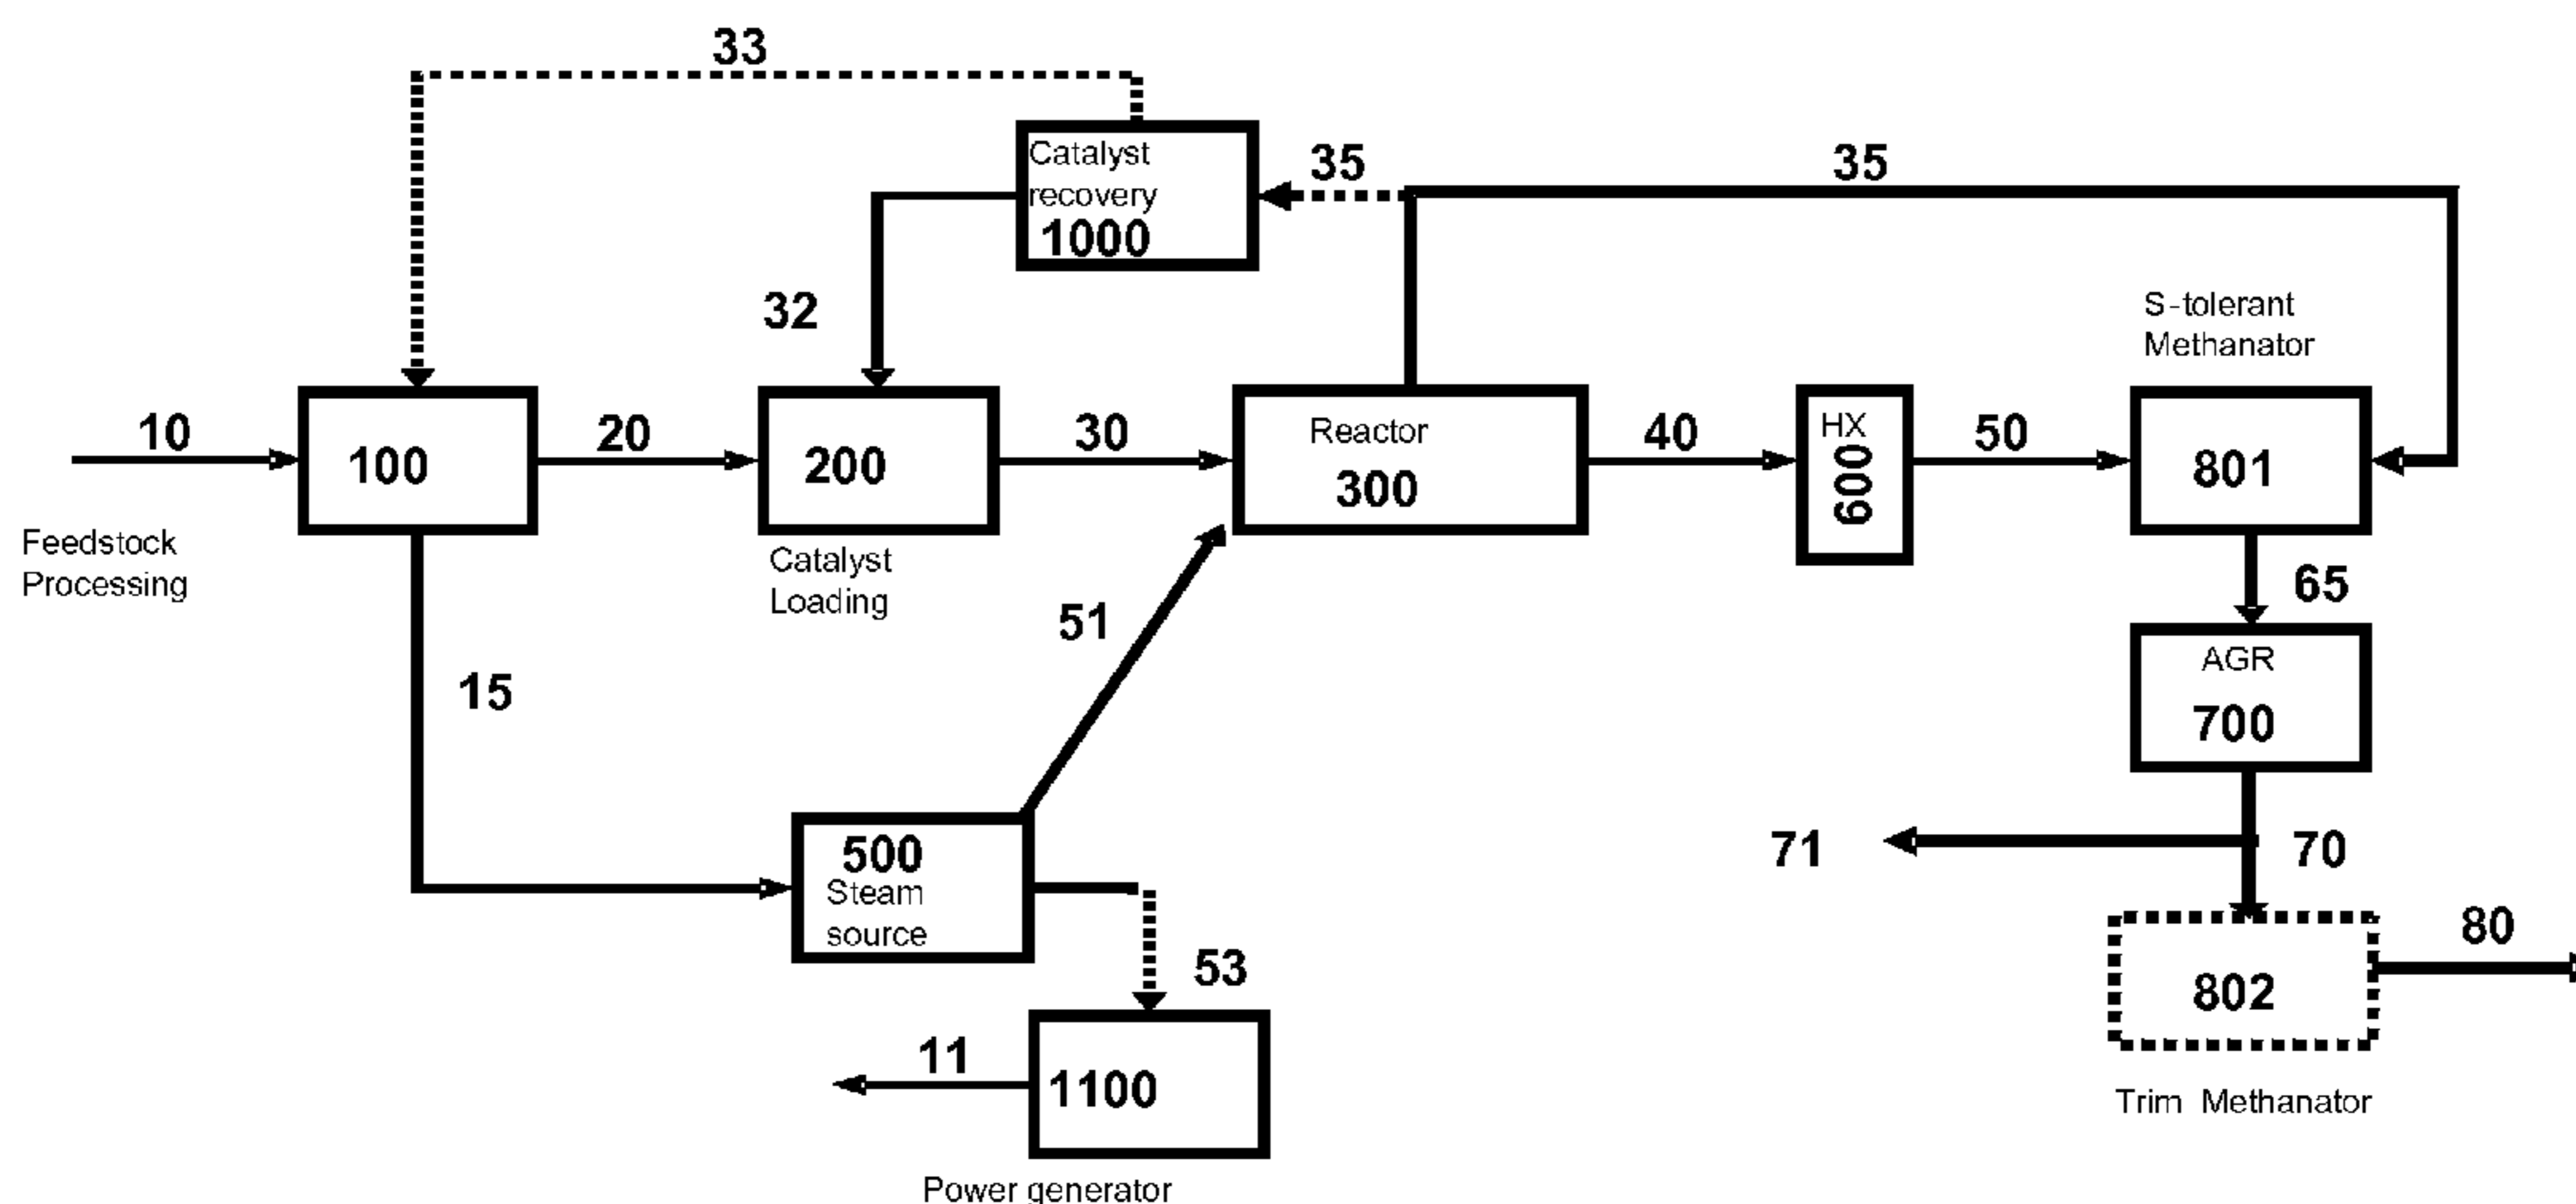 33
Catalyst
recovery
1000
35
35
32
S-tolerant
Methanator
10
100
20
200
30
Reactor
300
40
HX
600
50
801
Feedstock
Processing
Catalyst
Loading
51
65
AGR
700
15
500
Steam
source
53
71
70
802
80
Trim Methanator
11
1100
Power generator